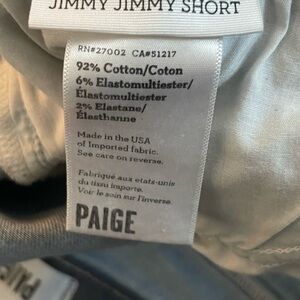 JIMMY JIMMY SHORT
RN#27002 CA#51217
92% Cotton/Coton
6% Elastomultiester/
Élastomultiester
2% Elastane/
Élasthanne
Made in the USA
of Imported fabric.
See care on reverse.
Fabriqué aux etats-unis
du tissu importe.
Voir le soin sur l'inverse.
PAIGE